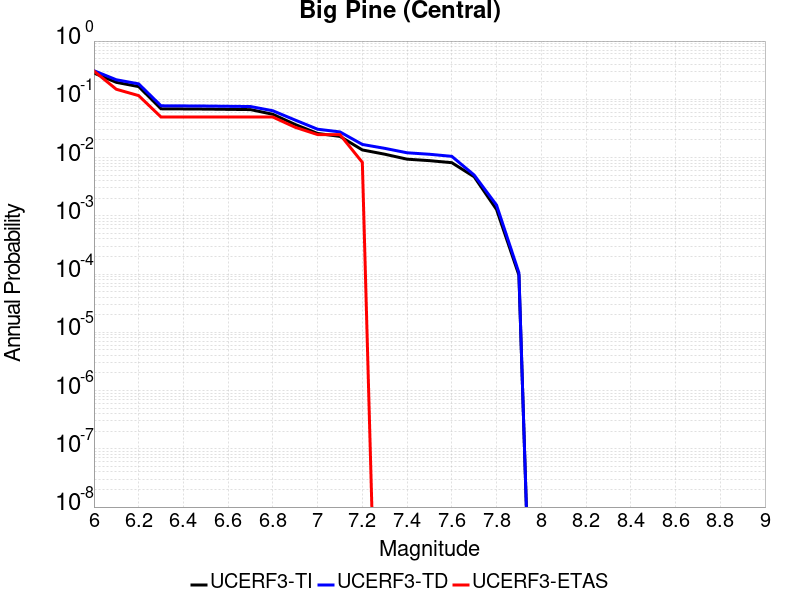 Big Pine (Central)
Annual Probability
10^0
10^-1
10^-2
10^-3
10^-4
10^-5
10^-6
10^-7
10^-8
6 6.2 6.4 6.6 6.8 7 7.2 7.4 7.6 7.8 8 8.2 8.4 8.6 8.8 9
Magnitude
UCERF3-TI UCERF3-TD UCERF3-ETAS